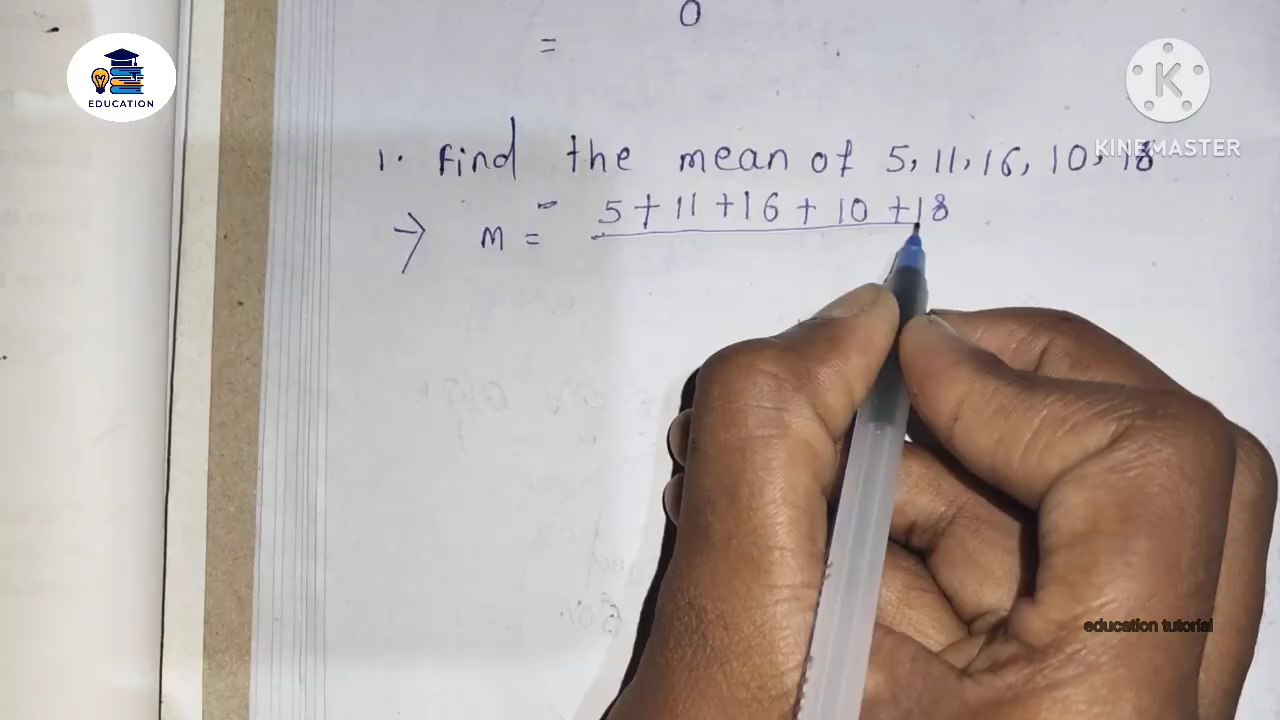 0
=
EDUCATION
KINEMASTER
1. Find the mean of 5, 11, 16, 10, 18
→ M = 5 + 11 + 16 + 10 + 18
education tutorial